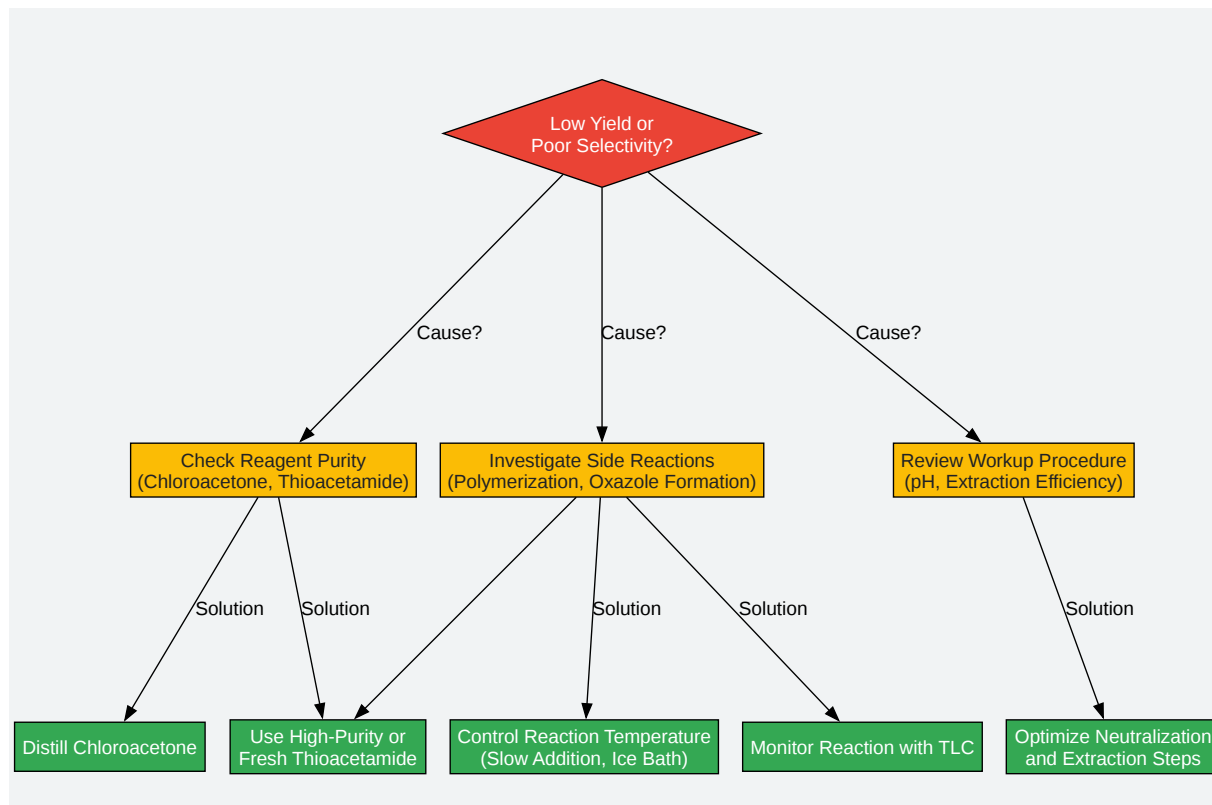 Low Yield or
Poor Selectivity?
Cause?
Cause?
Cause?
Check Reagent Purity
(Chloroacetone, Thioacetamide)
Investigate Side Reactions
(Polymerization, Oxazole Formation)
Review Workup Procedure
(pH, Extraction Efficiency)
Solution
Solution
Solution
Solution
Solution
Distill Chloroacetone
Use High-Purity or
Fresh Thioacetamide
Control Reaction Temperature
(Slow Addition, Ice Bath)
Monitor Reaction with TLC
Optimize Neutralization
and Extraction Steps